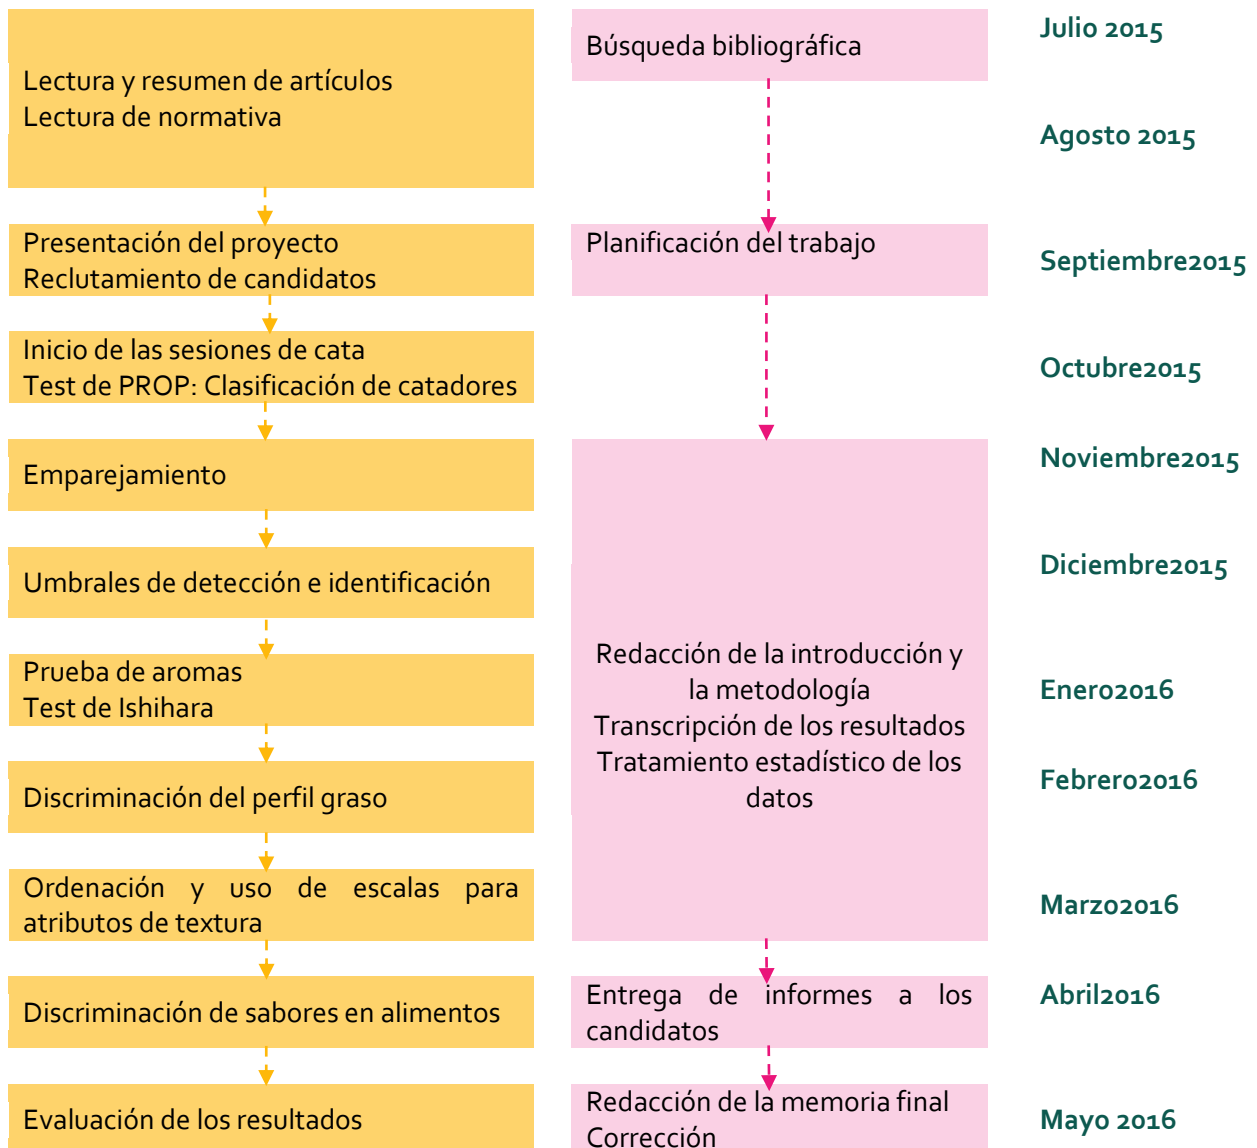 Lectura y resumen de artículos
Lectura de normativa
Búsqueda bibliográfica
Julio 2015
Agosto 2015
Presentación del proyecto
Reclutamiento de candidatos
Planificación del trabajo
Septiembre2015
Inicio de las sesiones de cata
Test de PROP: Clasificación de catadores
Octubre2015
Emparejamiento
Noviembre2015
Umbrales de detección e identificación
Diciembre2015
Prueba de aromas
Test de Ishihara
Redacción de la introducción y
la metodología
Transcripción de los resultados
Tratamiento estadístico de los
datos
Enero2016
Discriminación del perfil graso
Febrero2016
Ordenación y uso de escalas para
atributos de textura
Marzo2016
Discriminación de sabores en alimentos
Entrega de informes a los
candidatos
Abril2016
Evaluación de los resultados
Redacción de la memoria final
Corrección
Mayo 2016